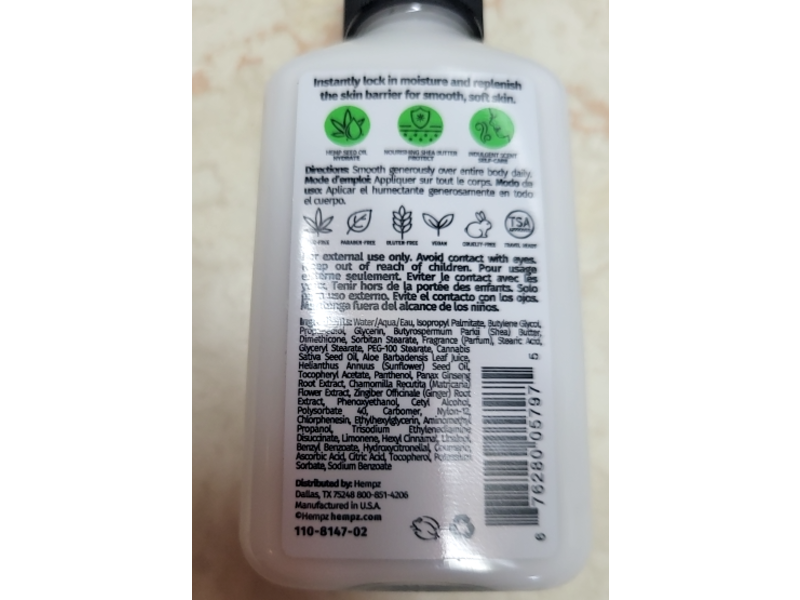 Instantly lock in moisture and replenish
the skin barrier for smooth, soft skin.
HEMP SEED OIL
HYDRATE
NOURISHING SHEA BUTTER
PROTECT
INDULGENT SCENT
SELF-CARE
Directions: Smooth generously over entire body daily.
Mode d'emploi: Appliquer sur tout le corps. Modo de
uso: Aplicar el humectante generosamente en todo
el cuerpo.
TSA
PARABEN-FREE
GLUTEN-FREE
VEGAN
CRUELTY-FREE
TRAVEL READY
For external use only. Avoid contact with eyes.
Keep out of reach of children. Pour usage
externe seulement. Eviter le contact avec les
yeux. Tenir hors de la portée des enfants. Solo
para uso externo. Evite el contacto con los ojos.
Mantenga fuera del alcance de los niños.
Ingredients: Water/Aqua/Eau, Isopropyl Palmitate, Butylene Glycol,
Propanediol, Glycerin, Butyrospermum Parkii (Shea) Butter,
Dimethicone, Sorbitan Stearate, Fragrance (Parfum), Stearic Acid,
Glyceryl Stearate, PEG-100 Stearate, Cannabis
Sativa Seed Oil, Aloe Barbadensis Leaf Juice,
Helianthus Annuus (Sunflower) Seed Oil,
Tocopheryl Acetate, Panthenol, Panax Ginseng
Root Extract, Chamomilla Recutita (Matricaria)
Flower Extract, Zingiber Officinale (Ginger) Root
Extract, Phenoxyethanol, Cetyl Alcohol,
Polysorbate 40, Carbomer, Nylon-12,
Chlorphenesin, Ethylhexylglycerin, Aminomethyl
Propanol, Trisodium Ethylenediamine
Disuccinate, Limonene, Hexyl Cinnamal, Linalool,
Benzyl Benzoate, Hydroxycitronellal, Coumarin,
Ascorbic Acid, Citric Acid, Tocopherol, Potassium
Sorbate, Sodium Benzoate
Distributed by: Hempz
Dallas, TX 75248 800-851-4206
Manufactured in U.S.A.
©Hempz hempz.com
110-8147-02
6 76280 05797 5